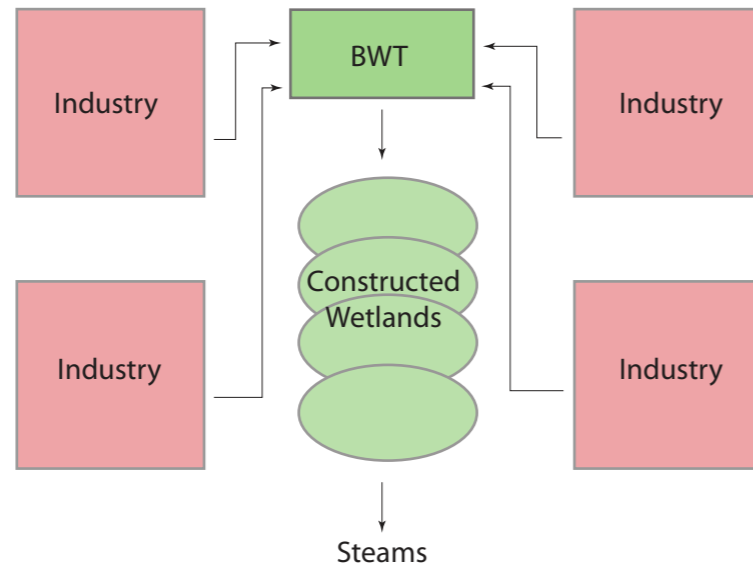 Industry
BWT
Industry
Constructed
Wetlands
Industry
Industry
Steams